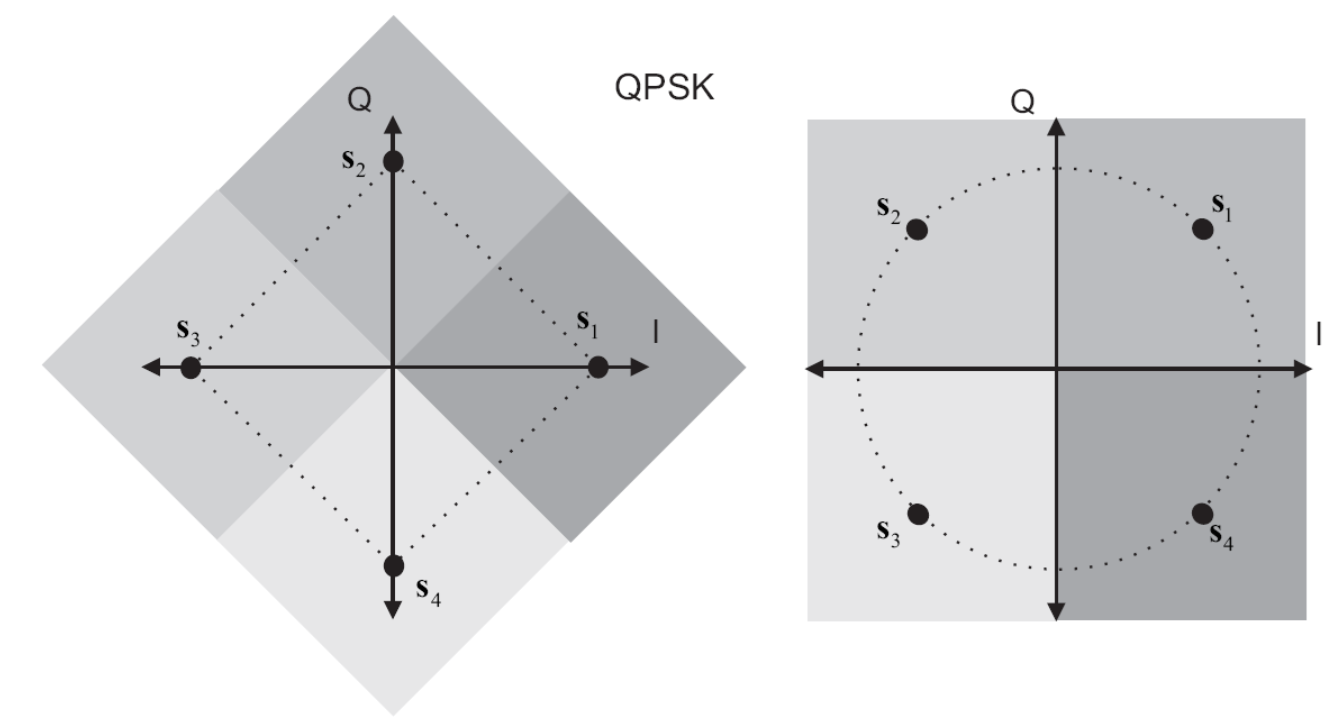 QPSK
Q
s₂
s₃
s₁
I
s₄
Q
s₂
s₁
I
s₃
s₄